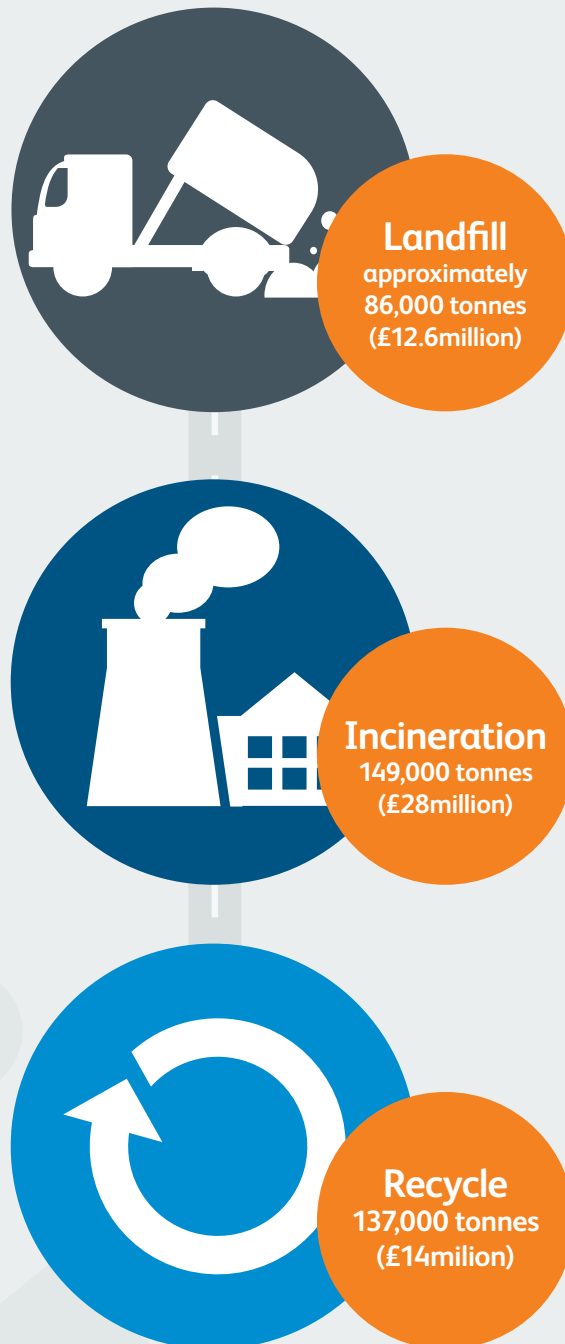 Landfill
approximately
86,000 tonnes
(£12.6million)
Incineration
149,000 tonnes
(£28million)
Recycle
137,000 tonnes
(£14milion)